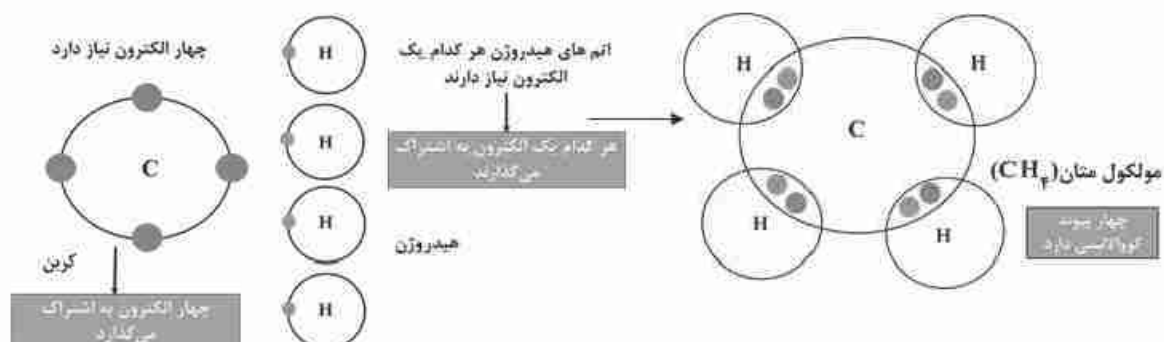 چهار الکترون نیاز دارد
C
کربن
چهار الکترون به اشتراک
می‌گذارد
H
H
H
H
هیدروژن
اتم های هیدروژن هر کدام یک
الکترون نیاز دارند
هر کدام یک الکترون به اشتراک
می‌گذارند
H
H
C
H
H
مولکول متان(CH۴)
چهار پیوند
کووالانسی دارد